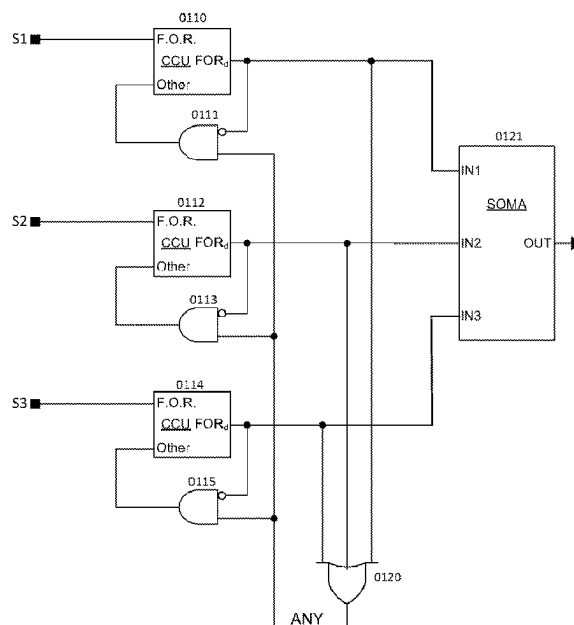 0110
S1
F.O.R.
CCU FORd
Other
0111
0121
IN1
SOMA
0112
S2
F.O.R.
CCU FORd
IN2
OUT
Other
0113
IN3
0114
S3
F.O.R.
CCU FORd
Other
0115
0120
ANY